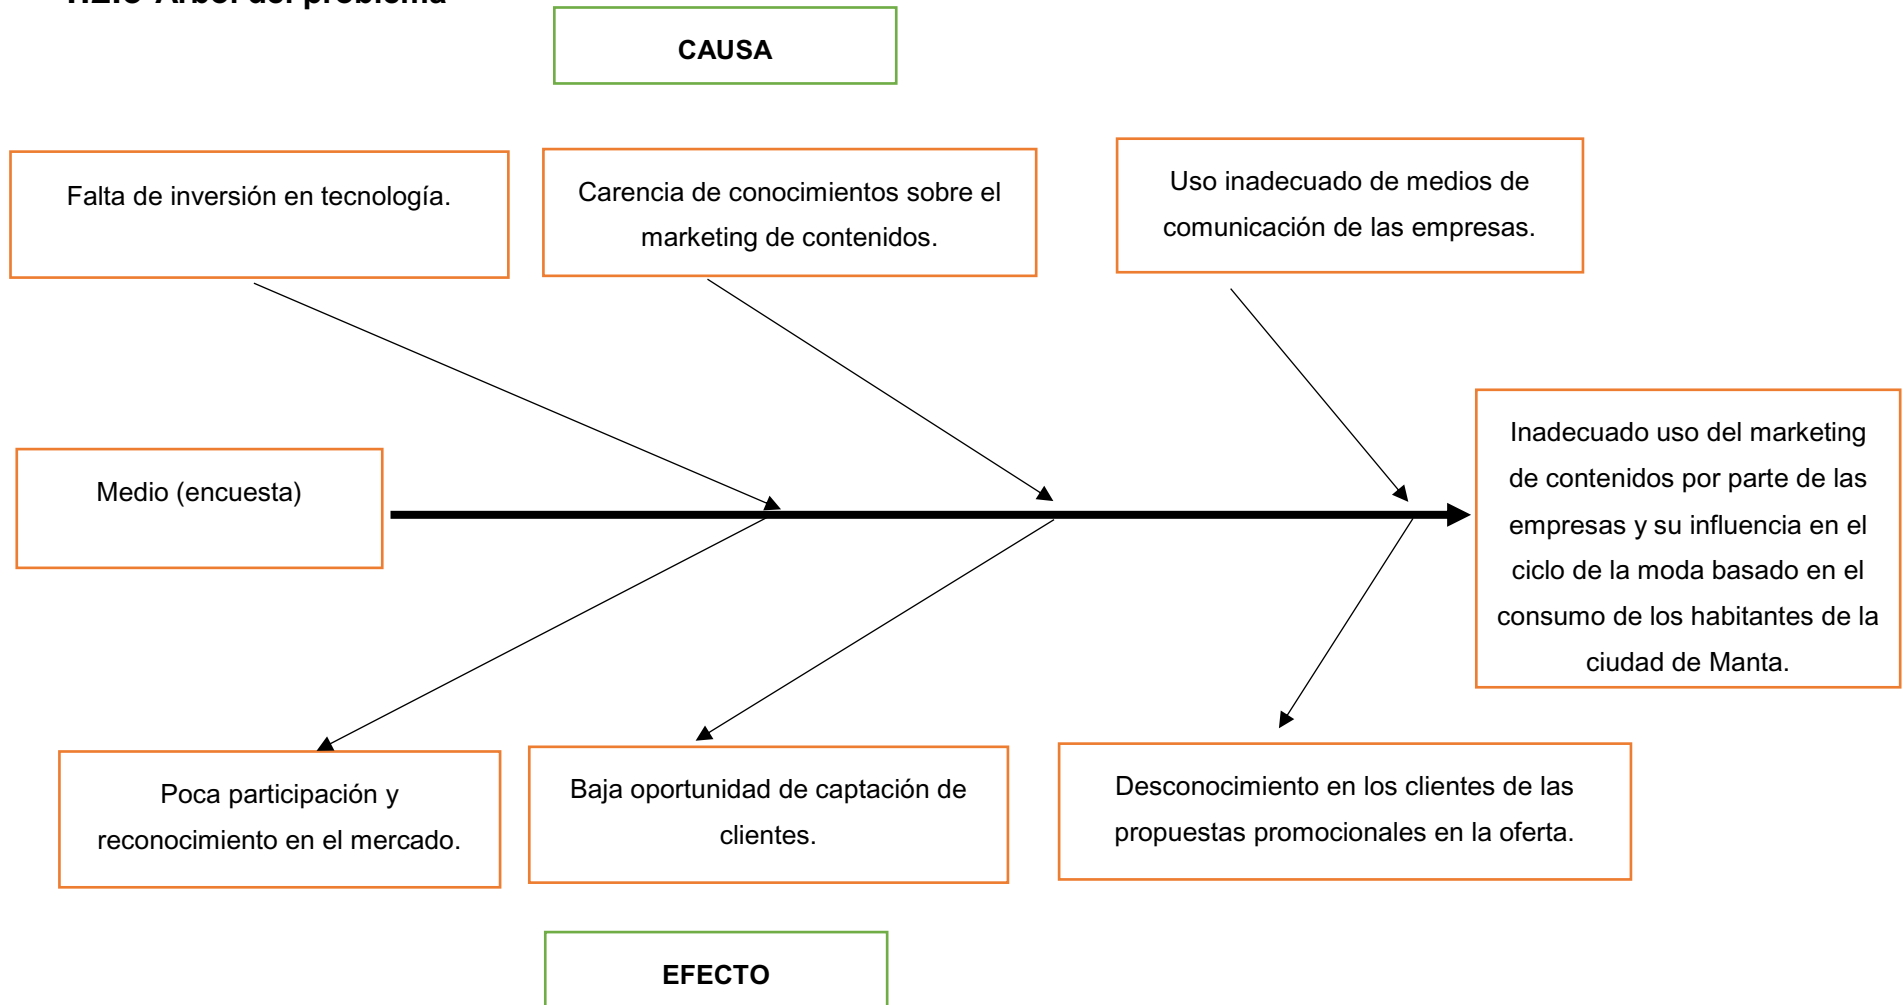 Árbol del problema
CAUSA
Falta de inversión en tecnología.
Carencia de conocimientos sobre el
marketing de contenidos.
Uso inadecuado de medios de
comunicación de las empresas.
Medio (encuesta)
Inadecuado uso del marketing
de contenidos por parte de las
empresas y su influencia en el
ciclo de la moda basado en el
consumo de los habitantes de la
ciudad de Manta.
Poca participación y
reconocimiento en el mercado.
Baja oportunidad de captación de
clientes.
Desconocimiento en los clientes de las
propuestas promocionales en la oferta.
EFECTO